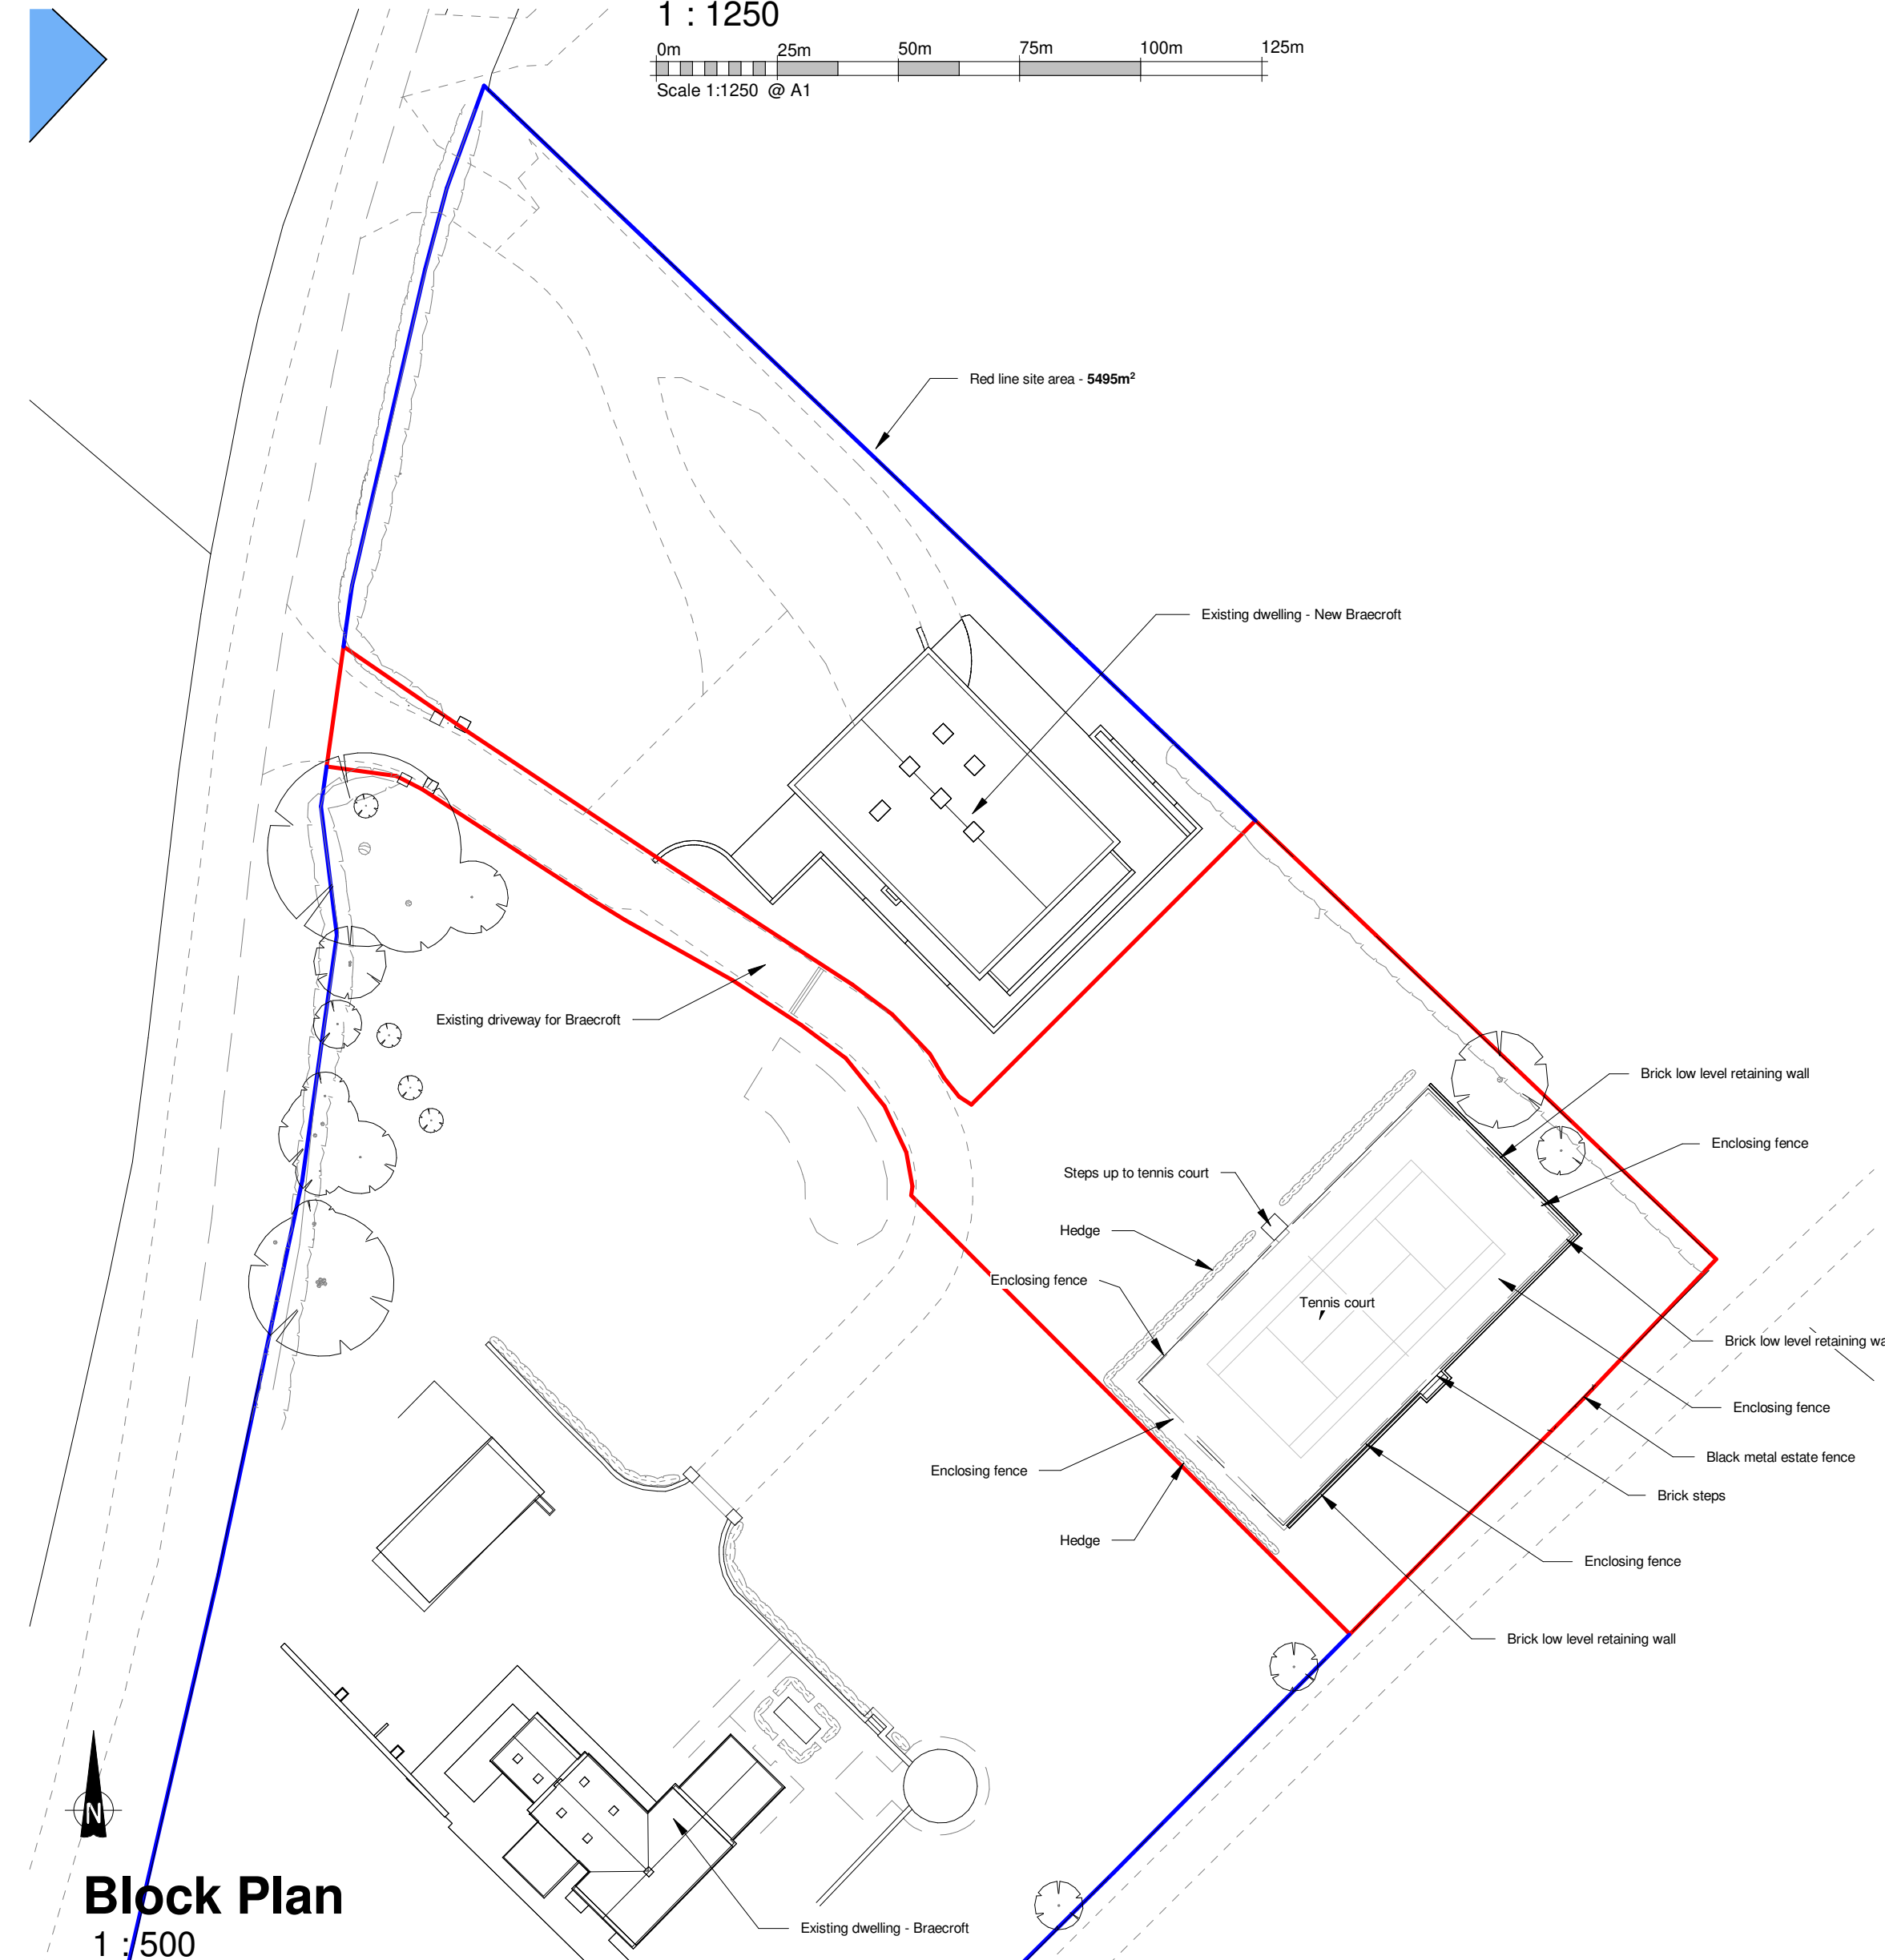 1 : 1250
0m 25m 50m 75m 100m 125m
Scale 1:1250 @ A1
Red line site area - 5495m²
Existing dwelling - New Braecroft
Existing driveway for Braecroft
Brick low level retaining wall
Enclosing fence
Steps up to tennis court
Hedge
Enclosing fence
Tennis court
Brick low level retaining wa
Enclosing fence
Black metal estate fence
Enclosing fence
Brick steps
Hedge
Enclosing fence
Brick low level retaining wall
N
Block Plan
1 : 500
Existing dwelling - Braecroft